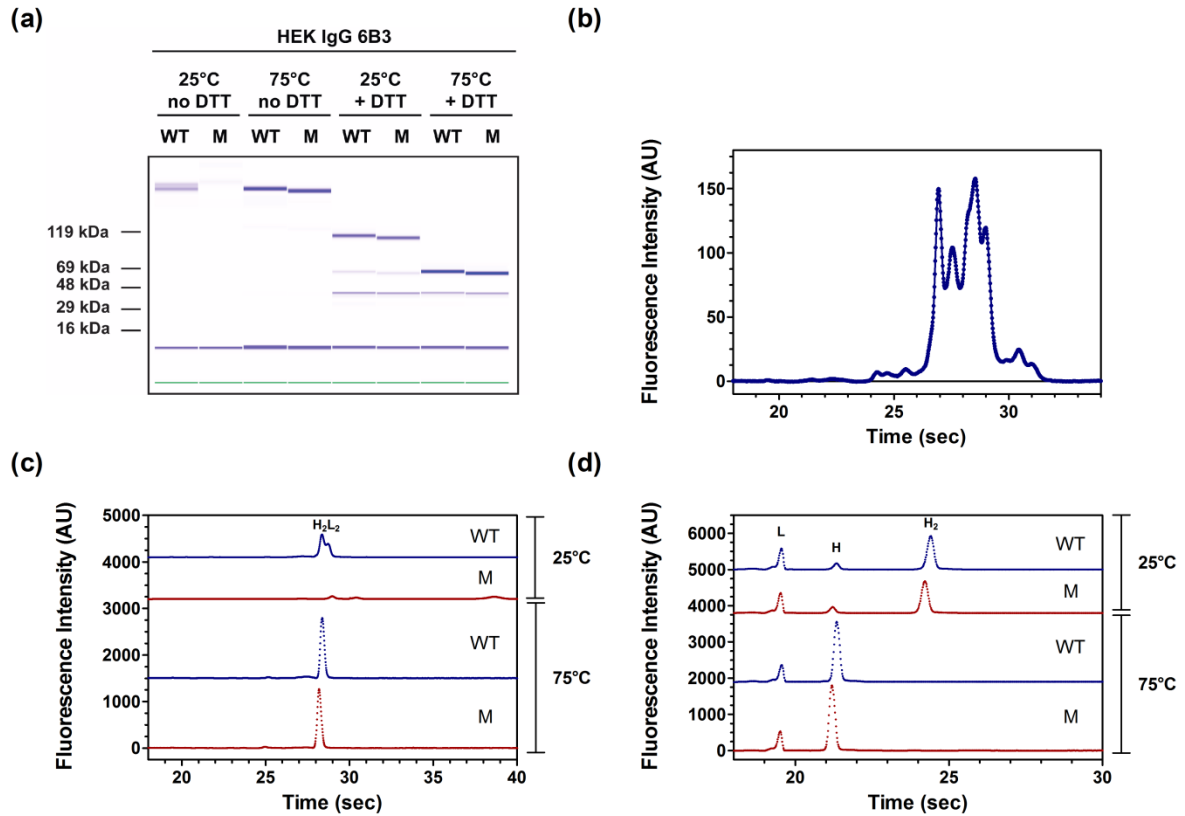 (a)
HEK IgG 6B3
25°C 75°C 25°C 75°C
no DTT no DTT + DTT + DTT
WT M WT M WT M WT M
119 kDa
69 kDa
48 kDa
29 kDa
16 kDa
(b)
Fluorescence Intensity (AU)
150
100
50
0
20 25 30
Time (sec)
(c)
Fluorescence Intensity (AU)
5000
4000
3000
1500
0
H₂L₂
WT
25°C
M
WT
75°C
M
20 25 30 35 40
Time (sec)
(d)
Fluorescence Intensity (AU)
6000
5000
4000
3000
2000
1000
0
L H H₂
WT
25°C
M
WT
75°C
M
20 25 30
Time (sec)